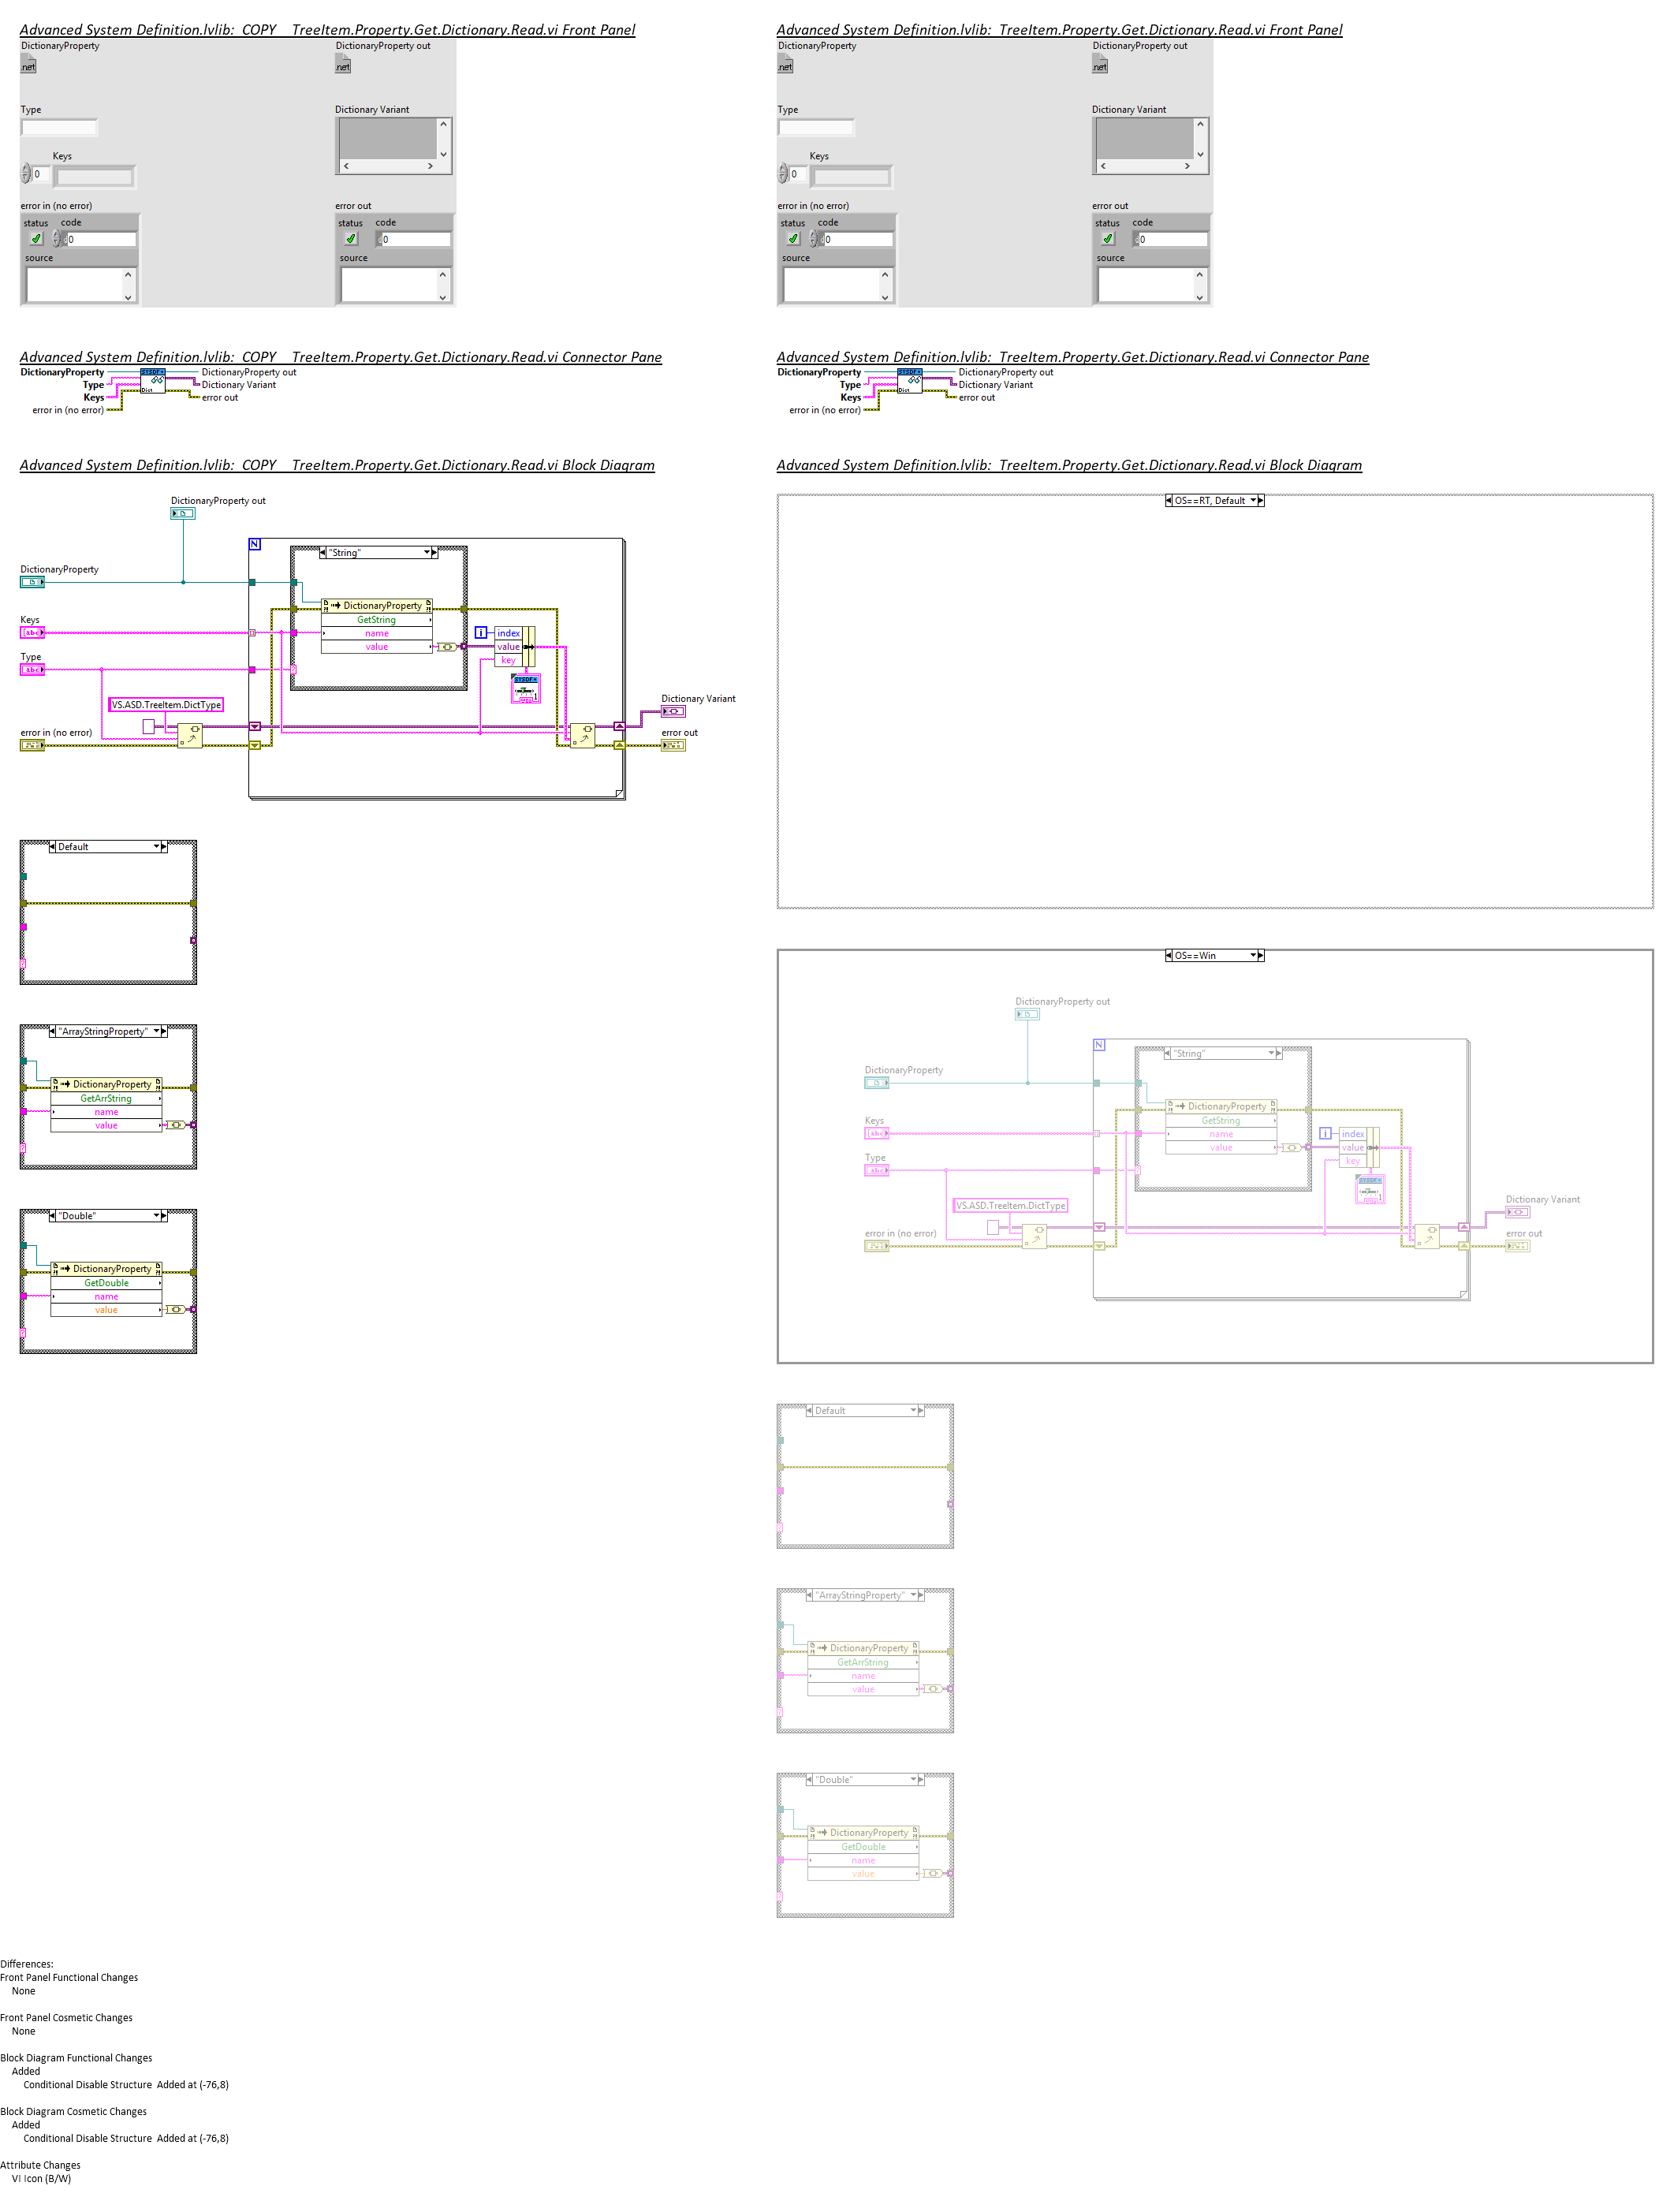 Advanced System Definition.lvlib:  COPY    TreeItem.Property.Get.Dictionary.Read.vi Front Panel
DictionaryProperty
.net
DictionaryProperty out
.net
Type
Dictionary Variant
Keys
0
error in (no error)
status
code
0
source
error out
status
code
0
source
Advanced System Definition.lvlib:  TreeItem.Property.Get.Dictionary.Read.vi Front Panel
DictionaryProperty
.net
DictionaryProperty out
.net
Type
Dictionary Variant
Keys
0
error in (no error)
status
code
0
source
error out
status
code
0
source
Advanced System Definition.lvlib:  COPY    TreeItem.Property.Get.Dictionary.Read.vi Connector Pane
DictionaryProperty
Type
Keys
error in (no error)
Dict
DictionaryProperty out
Dictionary Variant
error out
Advanced System Definition.lvlib:  TreeItem.Property.Get.Dictionary.Read.vi Connector Pane
DictionaryProperty
Type
Keys
error in (no error)
Dict
DictionaryProperty out
Dictionary Variant
error out
Advanced System Definition.lvlib:  COPY    TreeItem.Property.Get.Dictionary.Read.vi Block Diagram
DictionaryProperty out
N
"String"
DictionaryProperty
DictionaryProperty
GetString
name
value
Keys
abc
i
index
value
key
Type
abc
VS.ASD.TreeItem.DictType
Dictionary Variant
error in (no error)
error out
Default
"ArrayStringProperty"
DictionaryProperty
GetArrString
name
value
"Double"
DictionaryProperty
GetDouble
name
value
Advanced System Definition.lvlib:  TreeItem.Property.Get.Dictionary.Read.vi Block Diagram
OS==RT, Default
OS==Win
DictionaryProperty out
N
"String"
DictionaryProperty
DictionaryProperty
GetString
name
value
Keys
abc
i
index
value
key
Type
abc
VS.ASD.TreeItem.DictType
Dictionary Variant
error in (no error)
error out
Default
"ArrayStringProperty"
DictionaryProperty
GetArrString
name
value
"Double"
DictionaryProperty
GetDouble
name
value
Differences:
Front Panel Functional Changes
None
Front Panel Cosmetic Changes
None
Block Diagram Functional Changes
Added
Conditional Disable Structure  Added at (-76,8)
Block Diagram Cosmetic Changes
Added
Conditional Disable Structure  Added at (-76,8)
Attribute Changes
VI Icon (B/W)